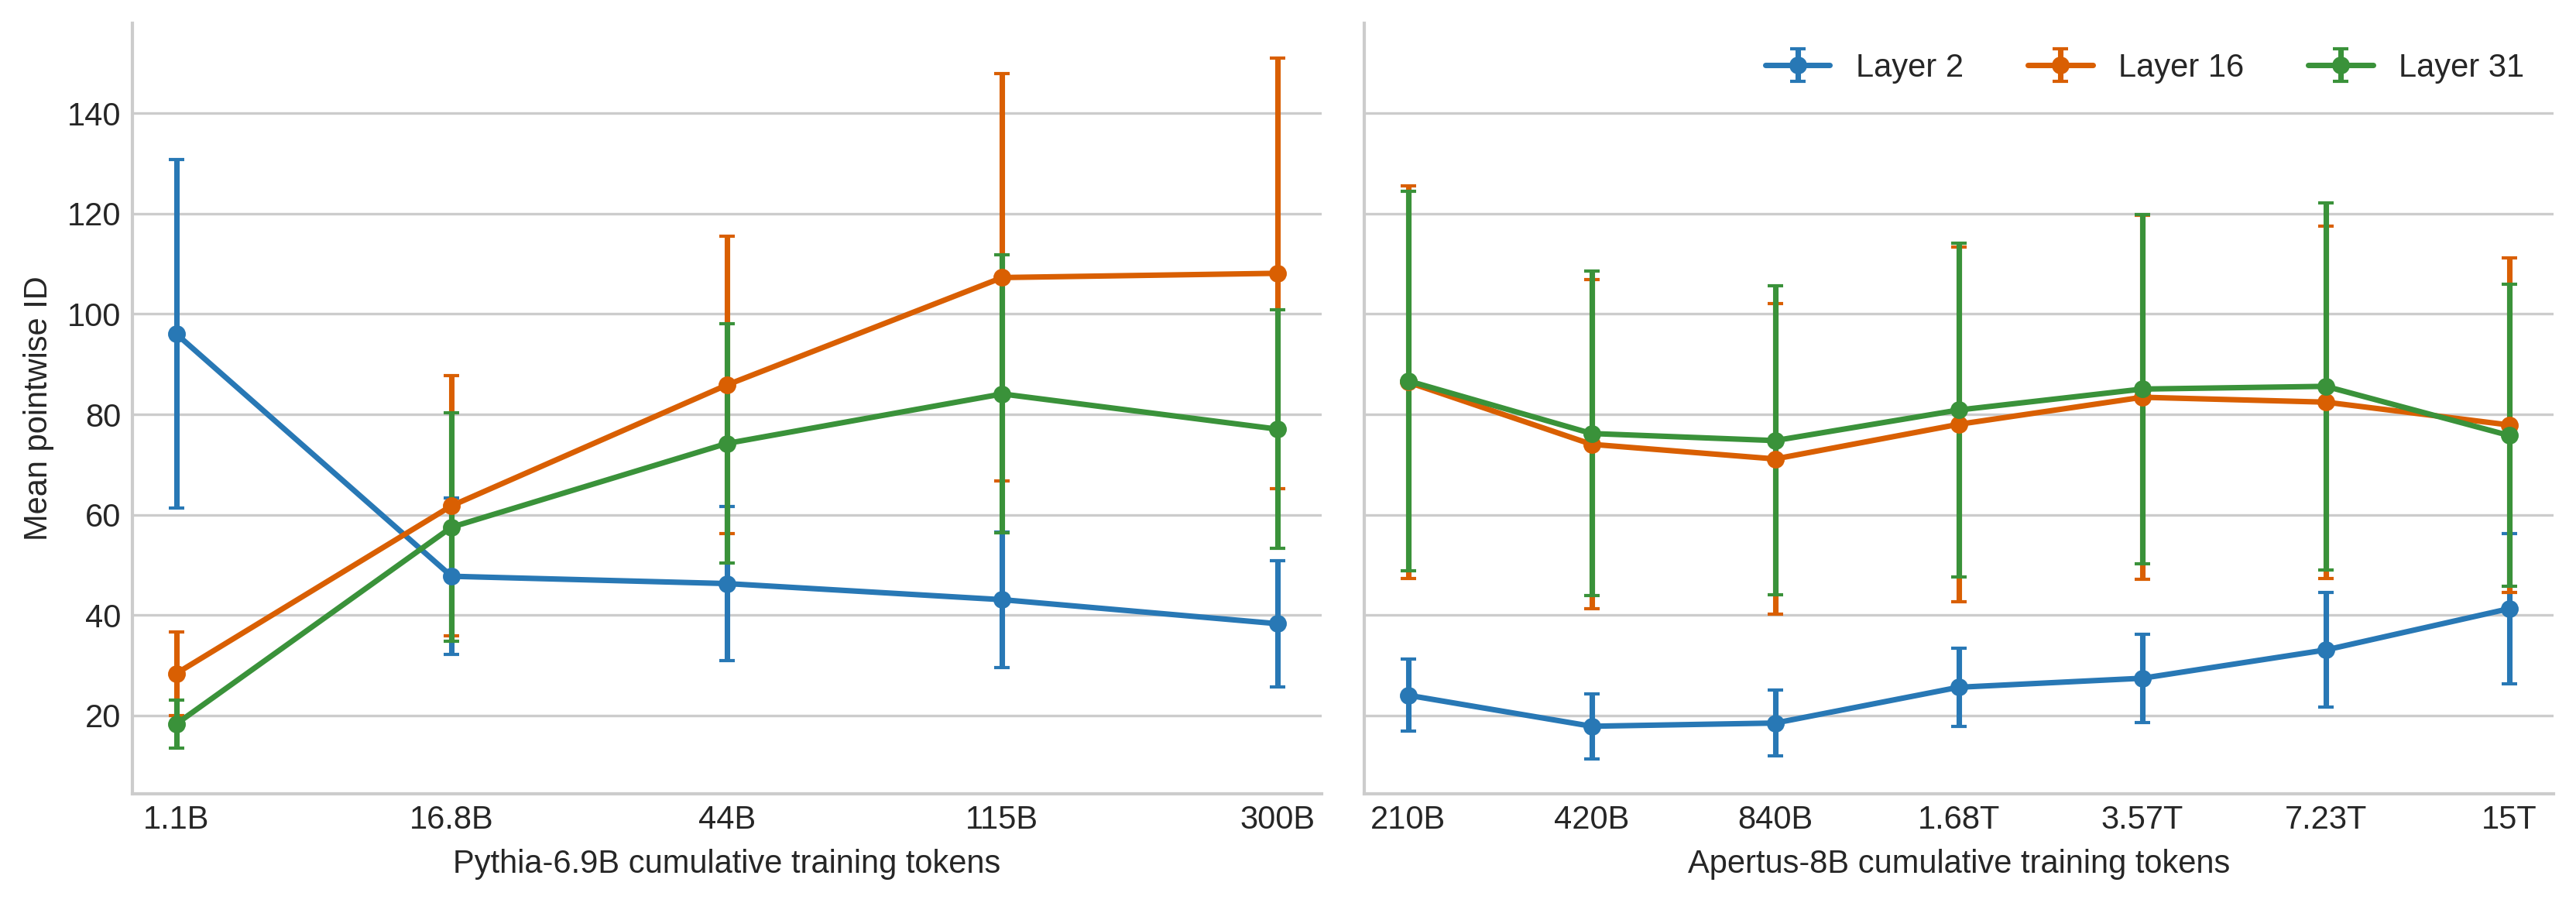 Layer 2 Layer 16 Layer 31
Mean pointwise ID
140
120
100
80
60
40
20
1.1B 16.8B 44B 115B 300B
Pythia-6.9B cumulative training tokens
210B 420B 840B 1.68T 3.57T 7.23T 15T
Apertus-8B cumulative training tokens